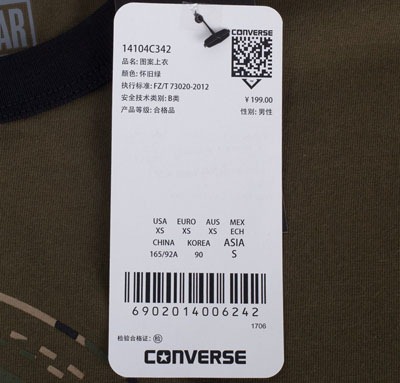 AR
CONVERSE
14104C342
品名: 图案上衣
颜色: 怀旧绿
执行标准: FZ/T 73020-2012
安全技术类别: B类
¥ 199.00
产品等级: 合格品
性别: 男性
USA EURO AUS MEX
XS XS XS ECH
CHINA KOREA ASIA
165/92A 90 S
6902014006242
1706
检验合格证: 检
CONVERSE